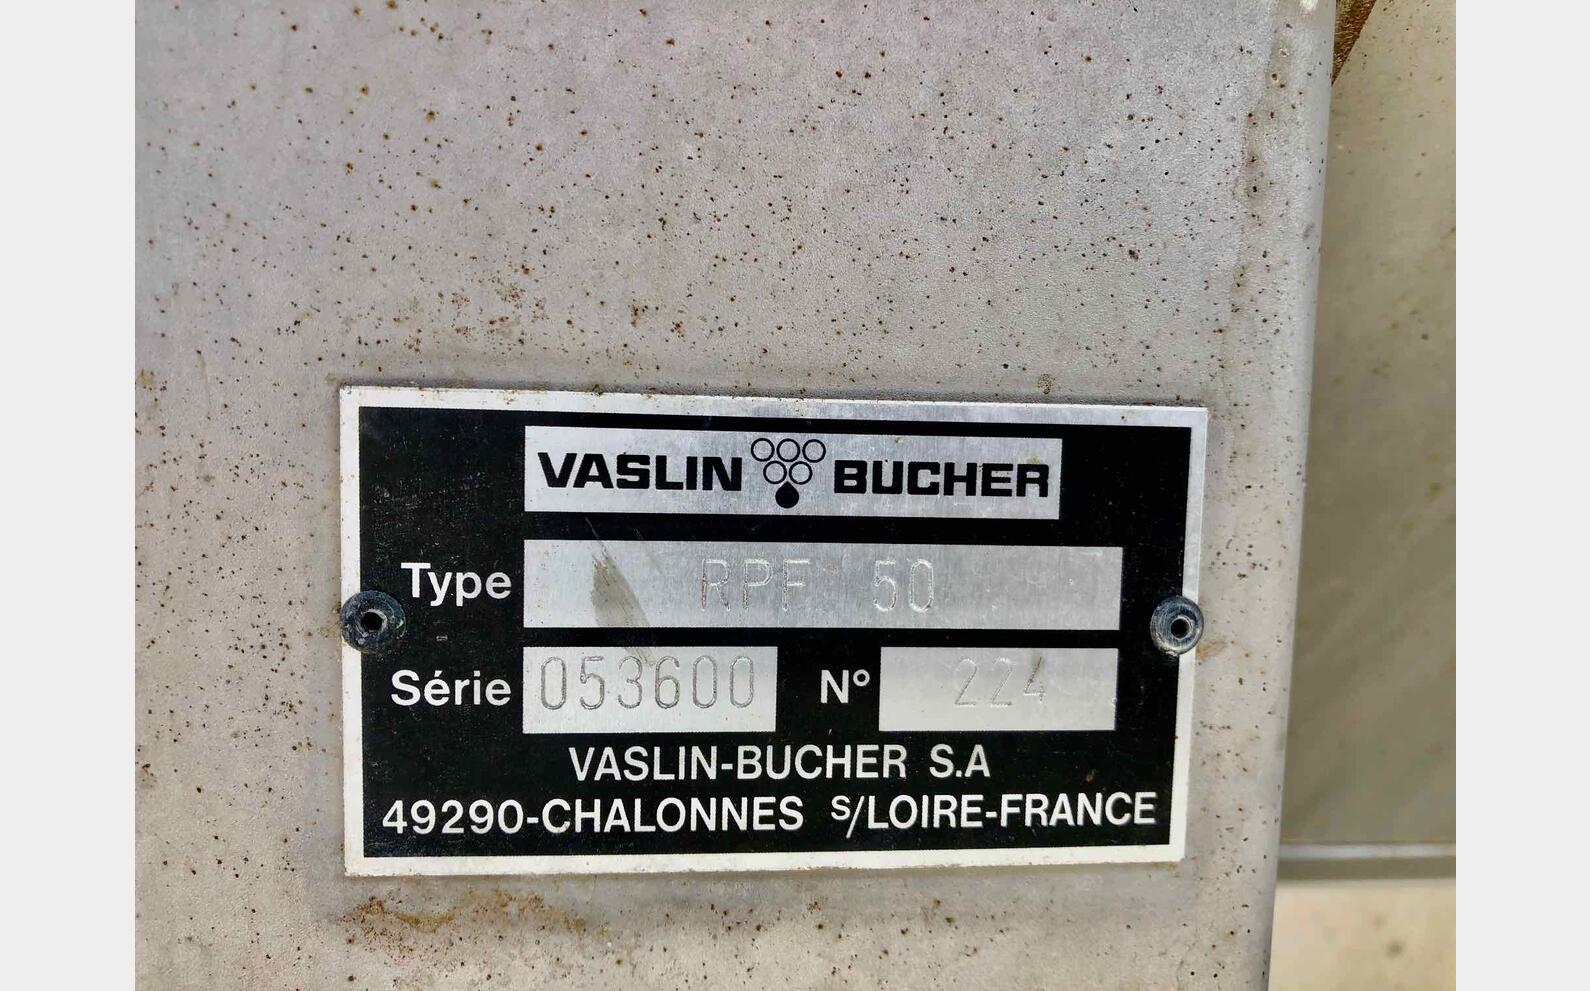 VASLIN BUCHER
Type RPF 50
Série 053600 N° 224
VASLIN-BUCHER S.A
49290-CHALONNES s/LOIRE-FRANCE